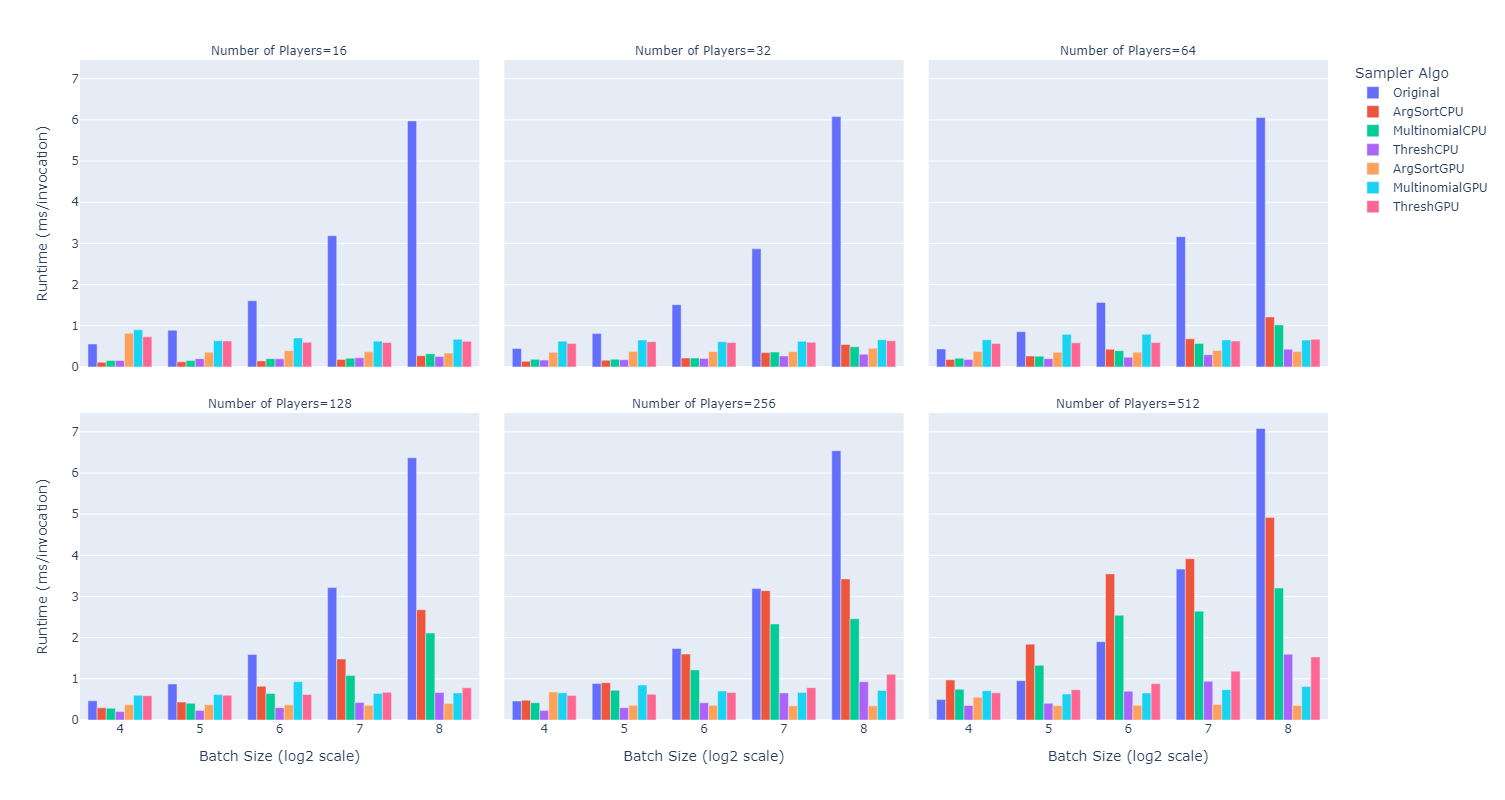 Number of Players=16
Number of Players=32
Number of Players=64
Sampler Algo
Original
ArgSortCPU
MultinomialCPU
ThreshCPU
ArgSortGPU
MultinomialGPU
ThreshGPU
Runtime (ms/invocation)
7
6
5
4
3
2
1
0
Number of Players=128
Number of Players=256
Number of Players=512
Runtime (ms/invocation)
7
6
5
4
3
2
1
0
4 5 6 7 8
4 5 6 7 8
4 5 6 7 8
Batch Size (log2 scale)
Batch Size (log2 scale)
Batch Size (log2 scale)